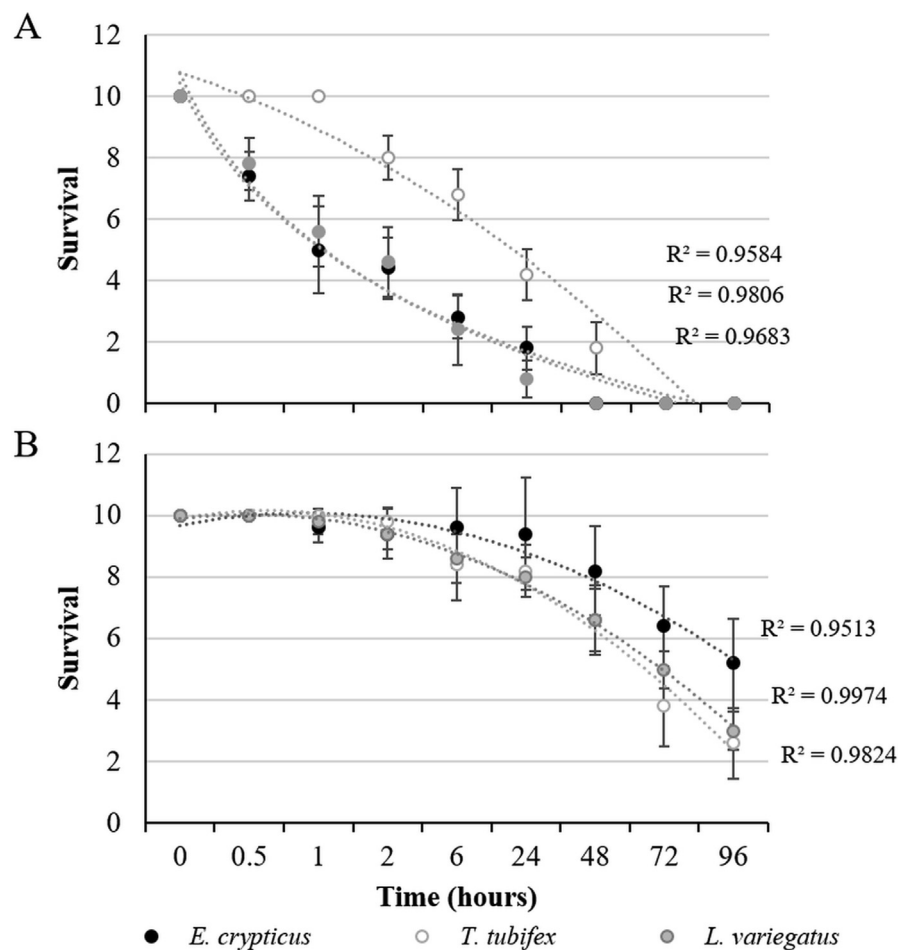 A
12
10
8
6
4
2
0
Survival
R² = 0.9584
R² = 0.9806
R² = 0.9683
B
12
10
8
6
4
2
0
Survival
R² = 0.9513
R² = 0.9974
R² = 0.9824
0 0.5 1 2 6 24 48 72 96
Time (hours)
E. crypticus T. tubifex L. variegatus